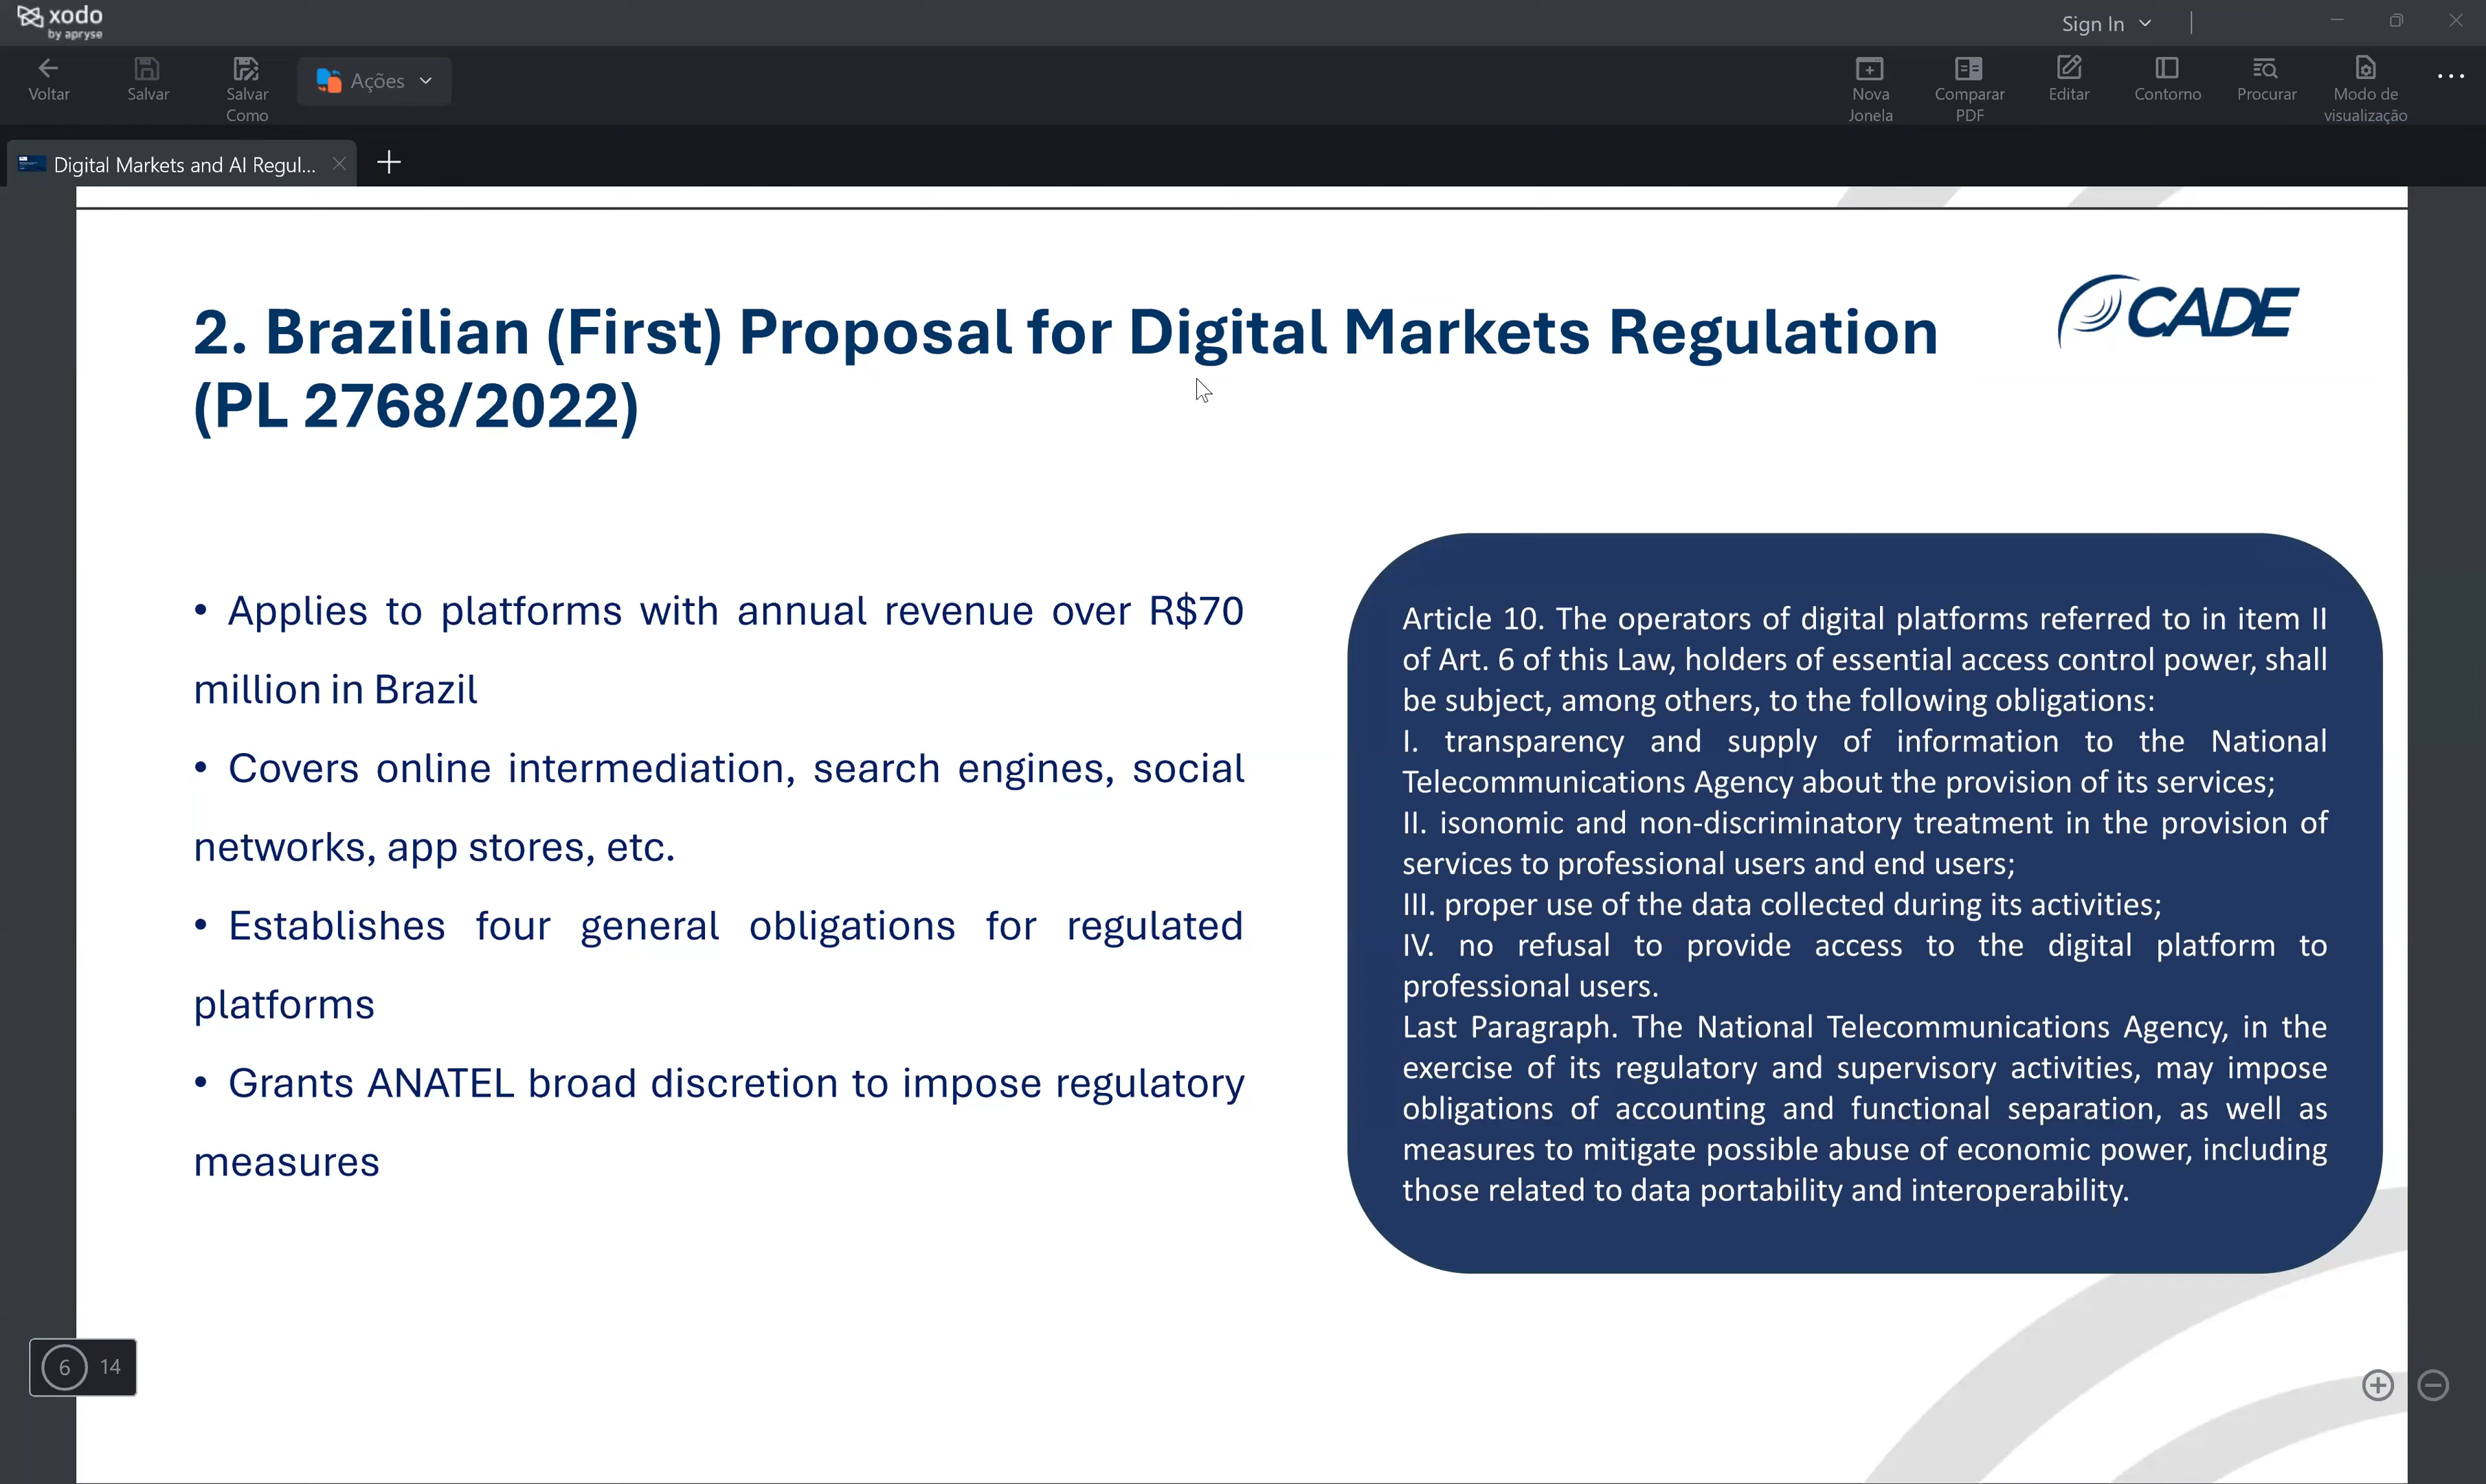 xodo
by apryse
Sign In
Voltar
Salvar
Salvar
Como
Ações
Nova
Jonela
Comparar
PDF
Editar
Contorno
Procurar
Modo de
visualização
Digital Markets and AI Regul...
2. Brazilian (First) Proposal for Digital Markets Regulation
(PL 2768/2022)
CADE
• Applies to platforms with annual revenue over R$70
million in Brazil
• Covers online intermediation, search engines, social
networks, app stores, etc.
• Establishes four general obligations for regulated
platforms
• Grants ANATEL broad discretion to impose regulatory
measures
Article 10. The operators of digital platforms referred to in item II
of Art. 6 of this Law, holders of essential access control power, shall
be subject, among others, to the following obligations:
I. transparency and supply of information to the National
Telecommunications Agency about the provision of its services;
II. isonomic and non-discriminatory treatment in the provision of
services to professional users and end users;
III. proper use of the data collected during its activities;
IV. no refusal to provide access to the digital platform to
professional users.
Last Paragraph. The National Telecommunications Agency, in the
exercise of its regulatory and supervisory activities, may impose
obligations of accounting and functional separation, as well as
measures to mitigate possible abuse of economic power, including
those related to data portability and interoperability.
6 14